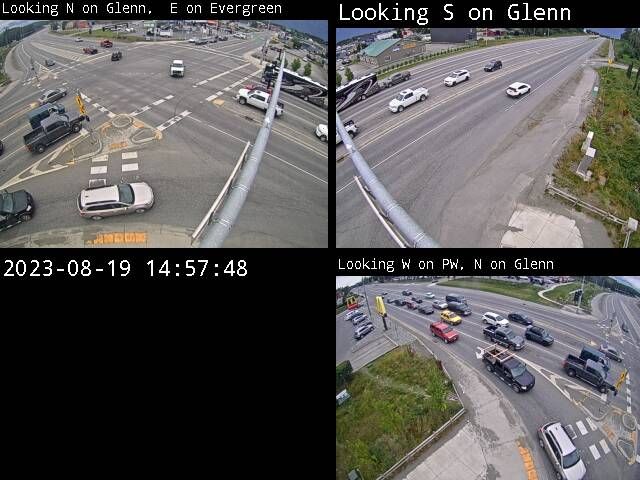 Looking N on Glenn, E on Evergreen
Looking S on Glenn
2023-08-19 14:57:48
Looking W on PW, N on Glenn